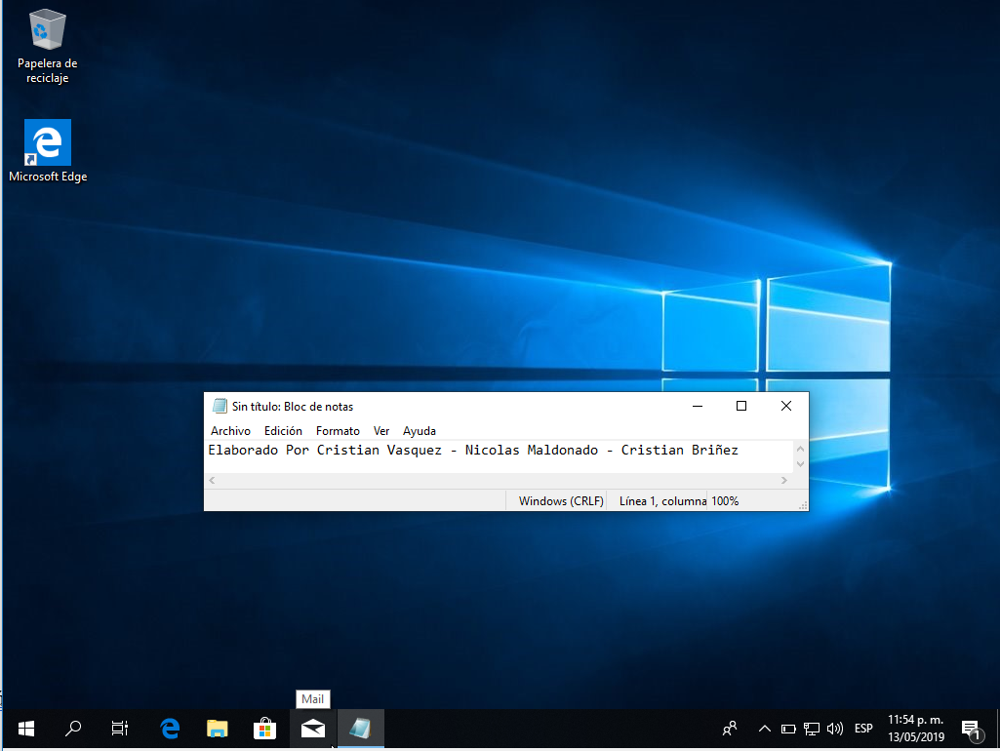 Papelera de
reciclaje
Microsoft Edge
Sin título: Bloc de notas
Archivo Edición Formato Ver Ayuda
Elaborado Por Cristian Vasquez - Nicolas Maldonado - Cristian Briñez
Windows (CRLF) Línea 1, columna 100%
Mail
ESP
11:54 p. m.
13/05/2019
1